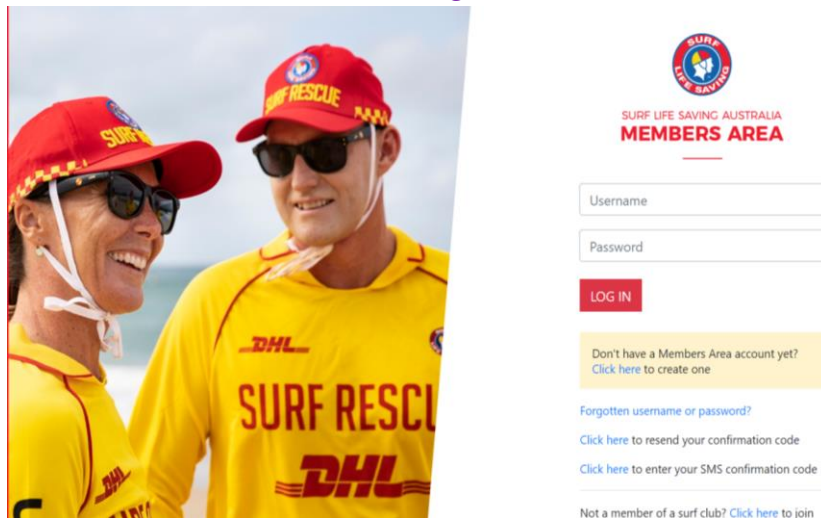 SURF RESCUE
SURF
DHL
SURF RESCU
DHL
DHL
SURF
LIFE SAVING
SURF LIFE SAVING AUSTRALIA
MEMBERS AREA
Username
Password
LOG IN
Don't have a Members Area account yet?
Click here to create one
Forgotten username or password?
Click here to resend your confirmation code
Click here to enter your SMS confirmation code
Not a member of a surf club? Click here to join